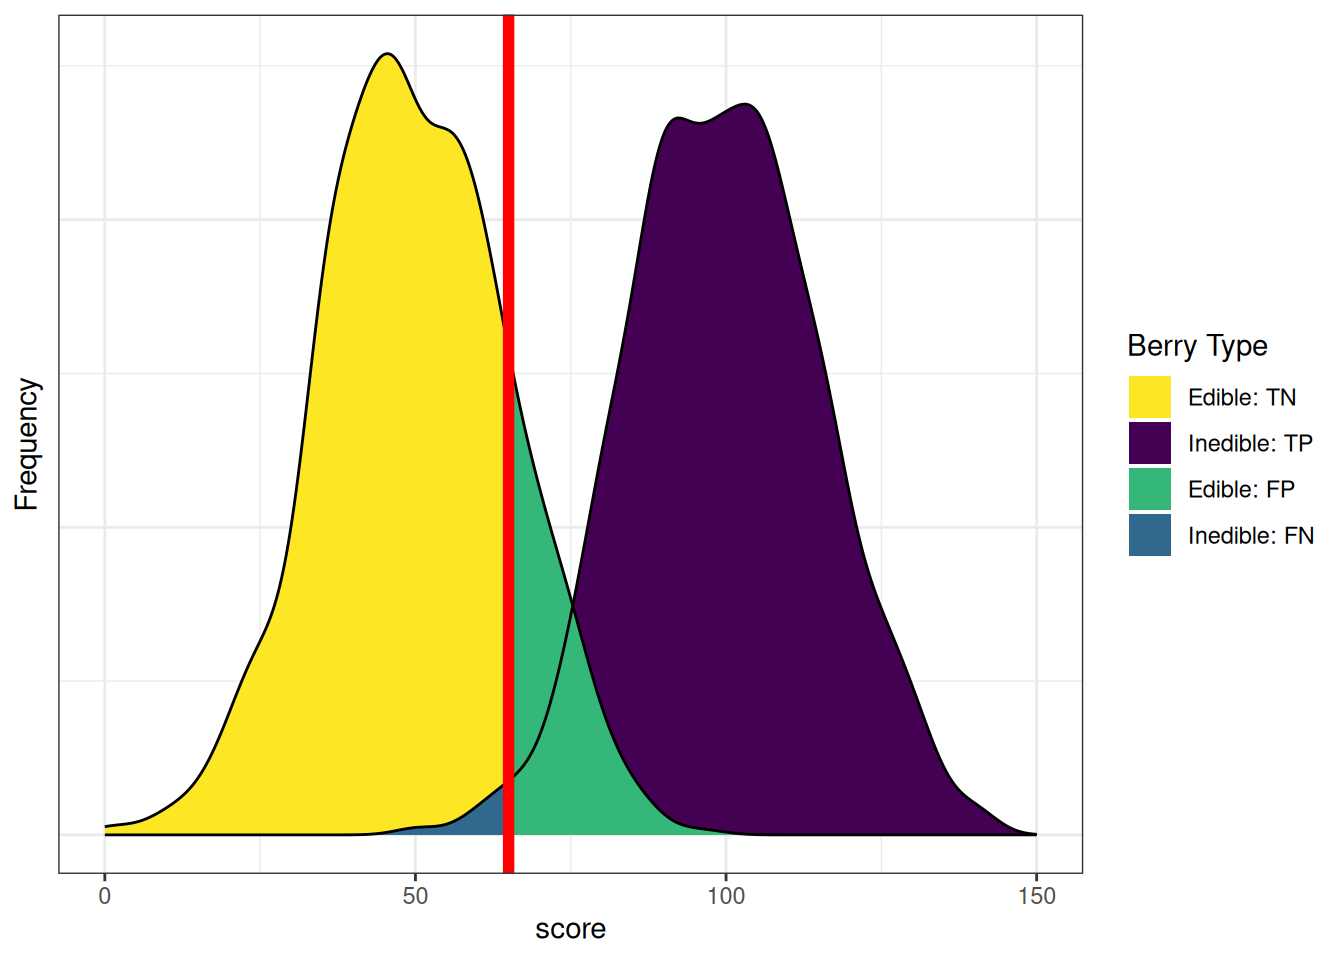 Frequency
0
50
100
150
score
Berry Type
Edible: TN
Inedible: TP
Edible: FP
Inedible: FN